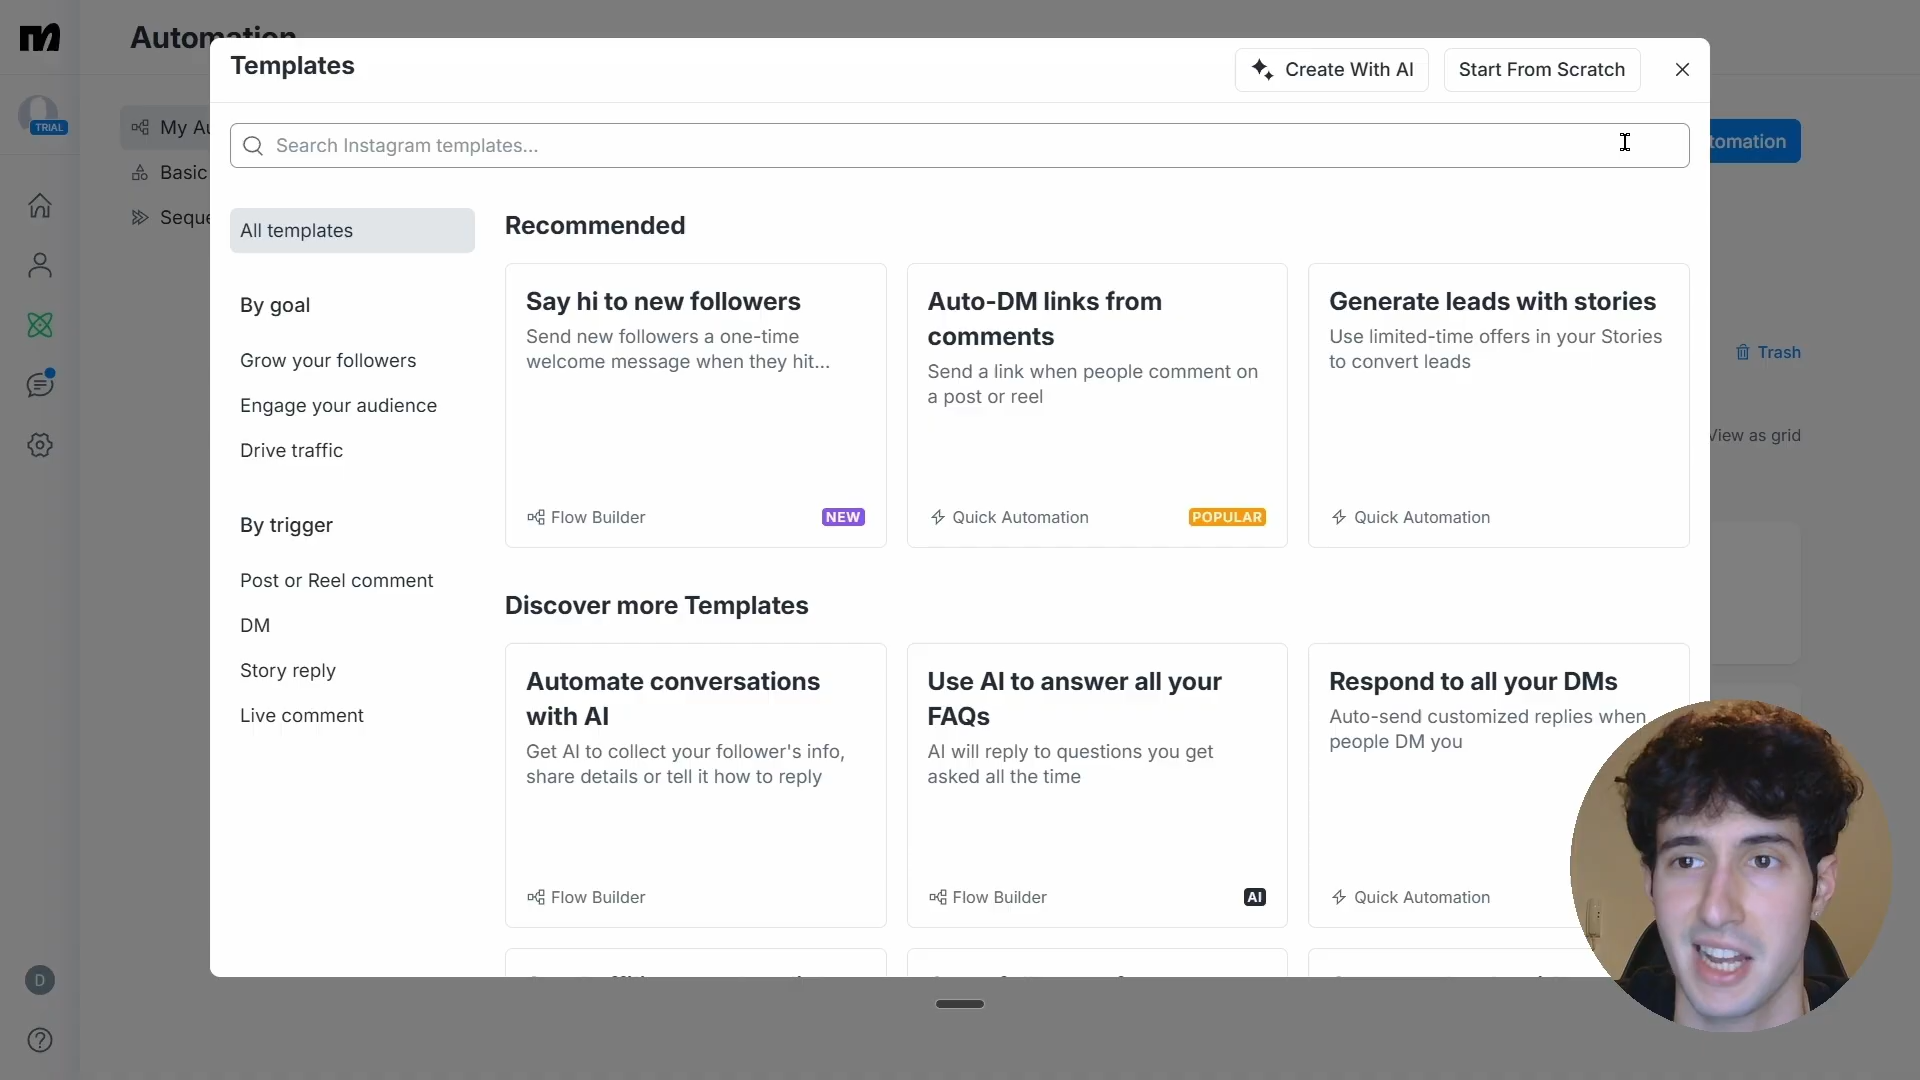 Automation
Templates
Create With AI
Start From Scratch
TRIAL
My Au
Search Instagram templates...
tomation
Basic
Seque
All templates
By goal
Grow your followers
Engage your audience
Drive traffic
By trigger
Post or Reel comment
DM
Story reply
Live comment
Recommended
Say hi to new followers
Send new followers a one-time
welcome message when they hit...
Flow Builder
NEW
Auto-DM links from
comments
Send a link when people comment on
a post or reel
Quick Automation
POPULAR
Generate leads with stories
Use limited-time offers in your Stories
to convert leads
Quick Automation
Trash
View as grid
Discover more Templates
Automate conversations
with AI
Get AI to collect your follower's info,
share details or tell it how to reply
Flow Builder
Use AI to answer all your
FAQs
AI will reply to questions you get
asked all the time
Flow Builder
AI
Respond to all your DMs
Auto-send customized replies when
people DM you
Quick Automation
D